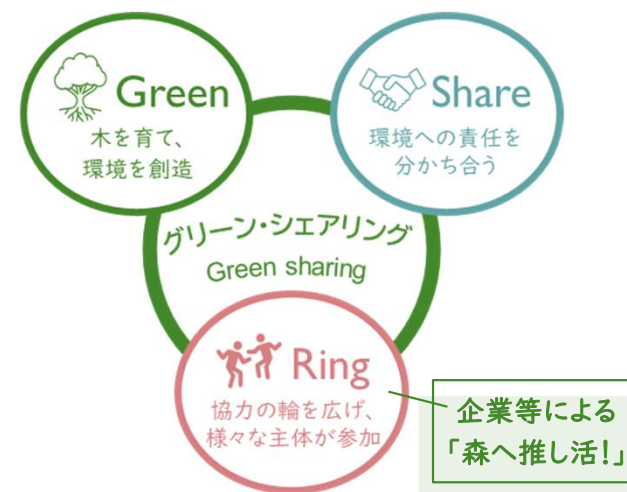 Green
木を育て、
環境を創造
Share
環境への責任を
分かち合う
グリーン・シェアリング
Green sharing
Ring
協力の輪を広げ、
様々な主体が参加
企業等による
「森へ推し活！」